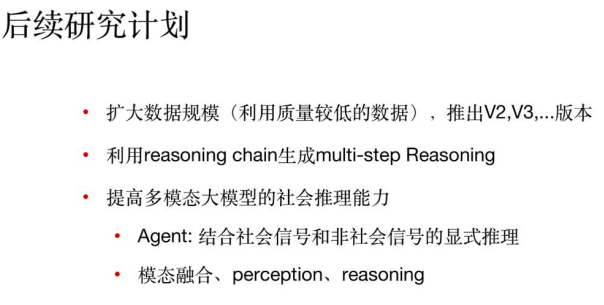 后续研究计划
• 扩大数据规模（利用质量较低的数据），推出V2,V3,...版本
• 利用reasoning chain生成multi-step Reasoning
• 提高多模态大模型的社会推理能力
• Agent: 结合社会信号和非社会信号的显式推理
• 模态融合、perception、reasoning